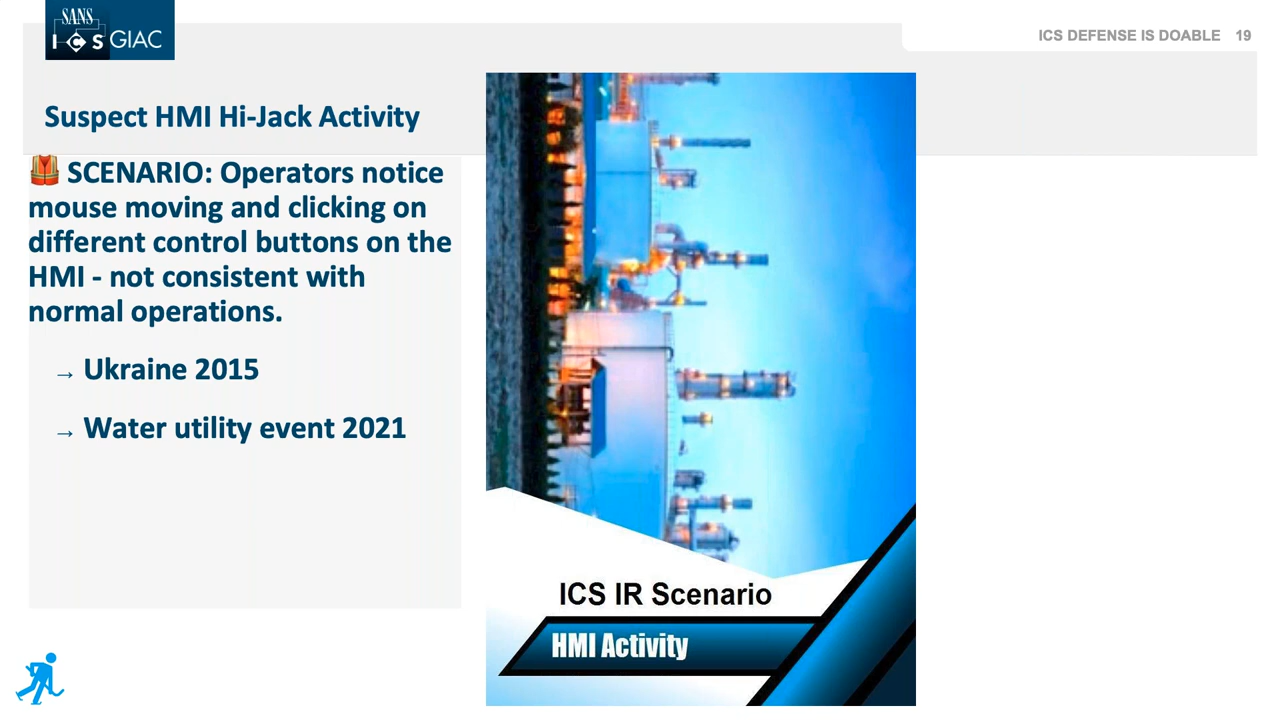 SANS
ICS GIAC
ICS DEFENSE IS DOABLE 19
Suspect HMI Hi-Jack Activity
SCENARIO: Operators notice
mouse moving and clicking on
different control buttons on the
HMI - not consistent with
normal operations.
→ Ukraine 2015
→ Water utility event 2021
ICS IR Scenario
HMI Activity